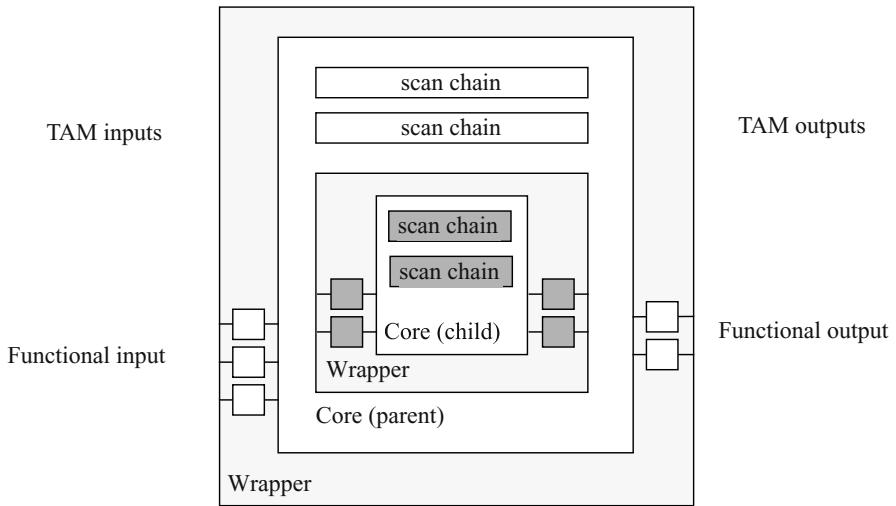 scan chain
scan chain
TAM inputs
TAM outputs
scan chain
scan chain
Core (child)
Functional input
Functional output
Wrapper
Core (parent)
Wrapper